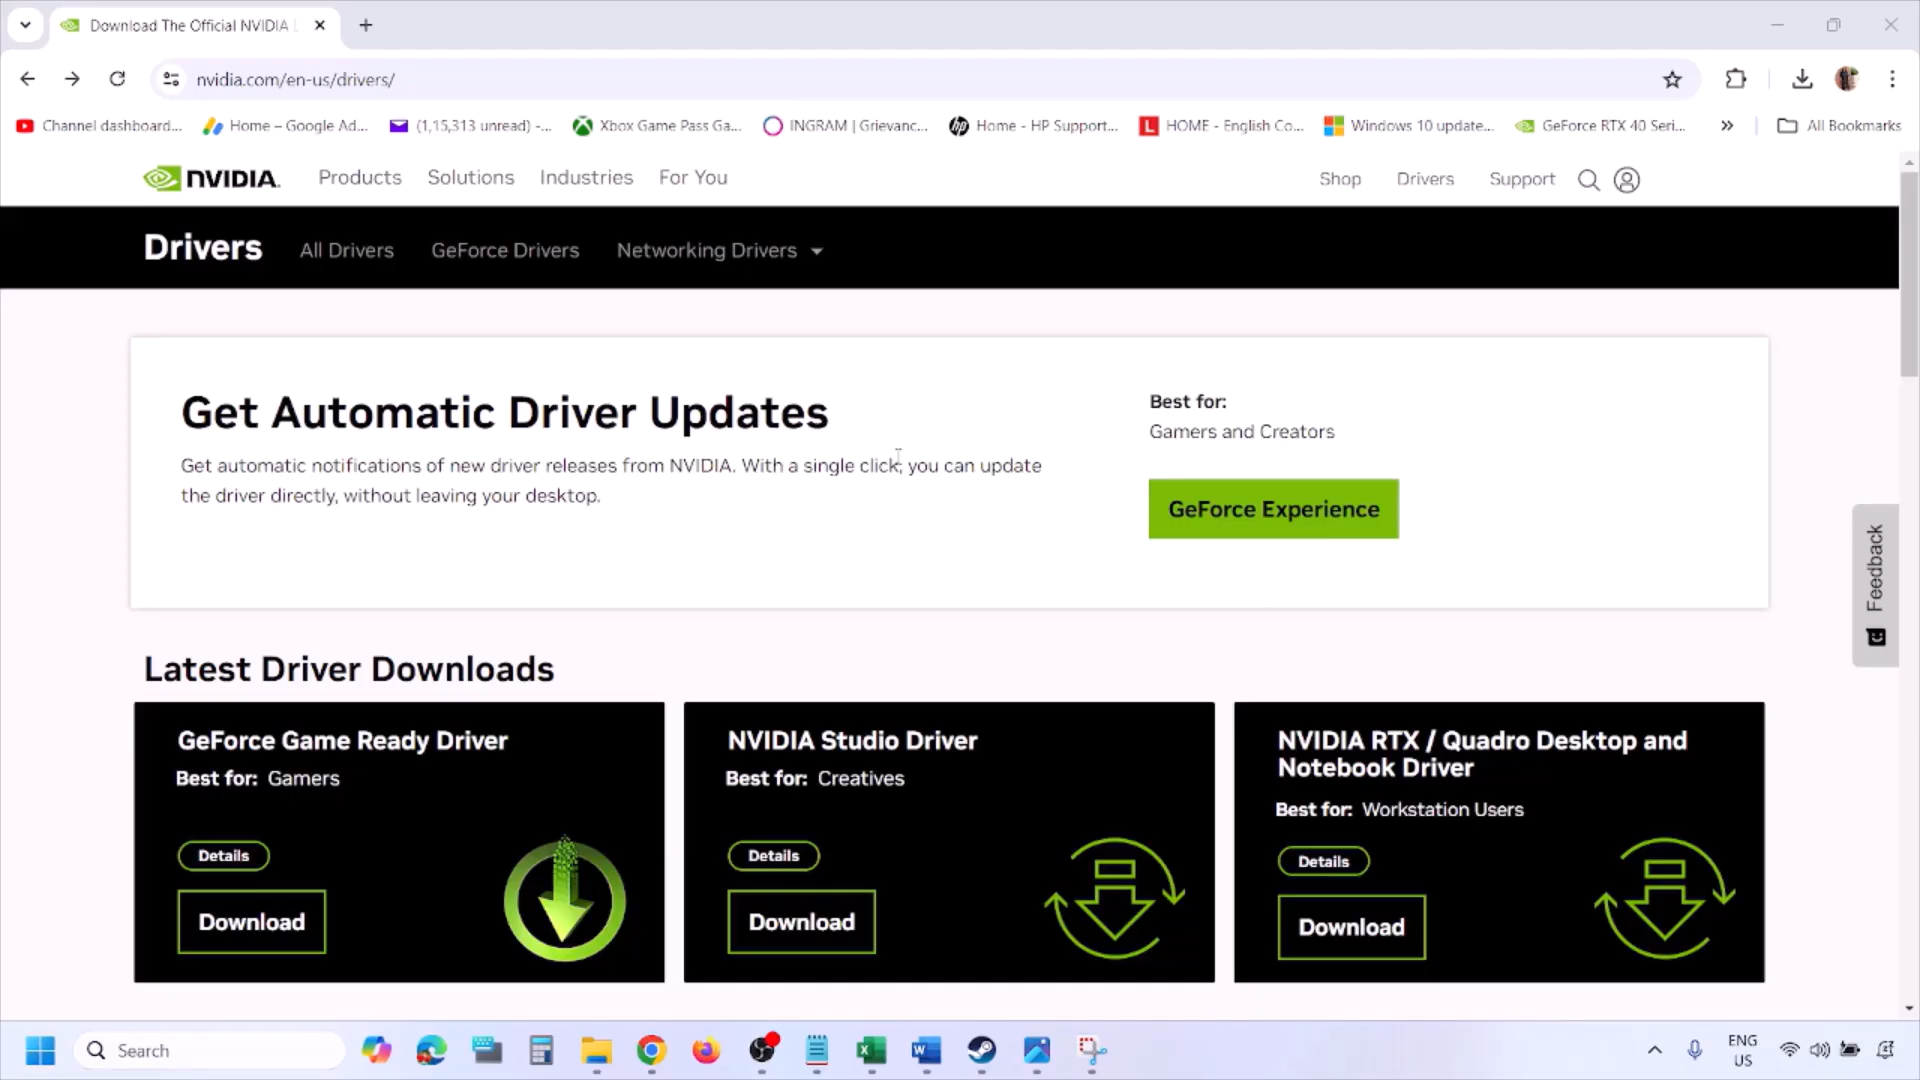 Download The Official NVIDIA
nvidia.com/en-us/drivers/
Channel dashboard...
Home – Google Ad...
(1,15,313 unread) -...
Xbox Game Pass Ga...
INGRAM | Grievanc...
Home - HP Support...
HOME - English Co...
Windows 10 update...
GeForce RTX 40 Seri...
All Bookmarks
NVIDIA.
Products
Solutions
Industries
For You
Shop
Drivers
Support
Drivers
All Drivers
GeForce Drivers
Networking Drivers
Get Automatic Driver Updates
Get automatic notifications of new driver releases from NVIDIA. With a single click, you can update
the driver directly, without leaving your desktop.
Best for:
Gamers and Creators
GeForce Experience
Feedback
Latest Driver Downloads
GeForce Game Ready Driver
Best for: Gamers
Details
Download
NVIDIA Studio Driver
Best for: Creatives
Details
Download
NVIDIA RTX / Quadro Desktop and
Notebook Driver
Best for: Workstation Users
Details
Download
Search
ENG
US